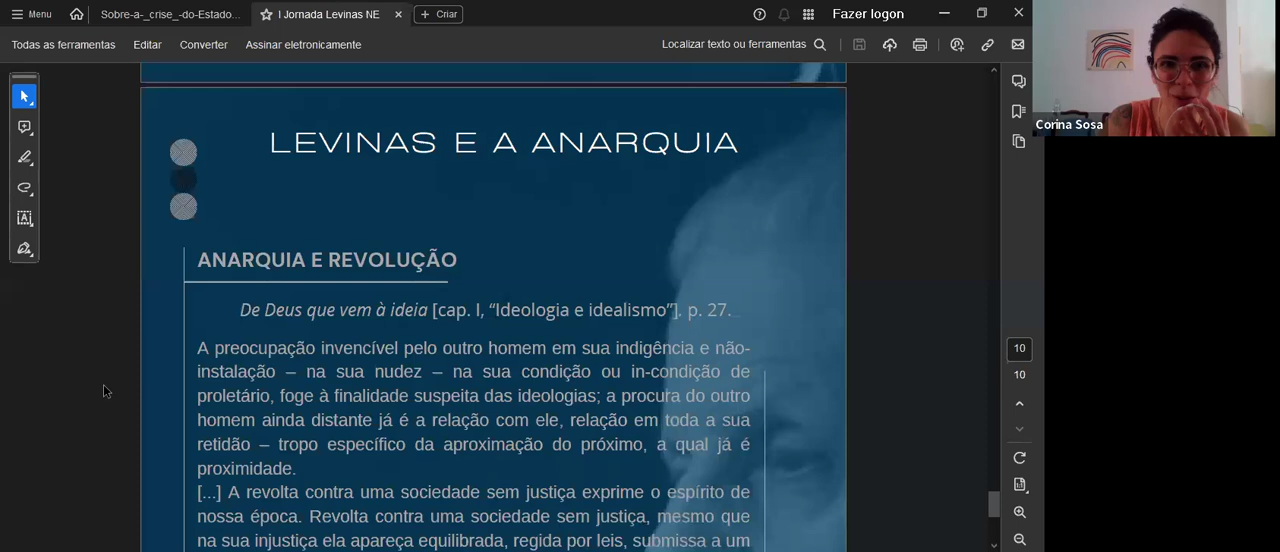 Menu
Sobre-a-_crise_-do-Estado...
I Jornada Levinas NE
Criar
Fazer logon
Todas as ferramentas
Editar
Converter
Assinar eletronicamente
Localizar texto ou ferramentas
Corina Sosa
LEVINAS E A ANARQUIA
ANARQUIA E REVOLUÇÃO
De Deus que vem à ideia [cap. I, “Ideologia e idealismo”]. p. 27.
A preocupação invencível pelo outro homem em sua indigência e não-
instalação – na sua nudez – na sua condição ou in-condição de
proletário, foge à finalidade suspeita das ideologias; a procura do outro
homem ainda distante já é a relação com ele, relação em toda a sua
retidão – tropo específico da aproximação do próximo, a qual já é
proximidade.
[...] A revolta contra uma sociedade sem justiça exprime o espírito de
nossa época. Revolta contra uma sociedade sem justiça, mesmo que
na sua injustiça ela apareça equilibrada, regida por leis, submissa a um
10
10